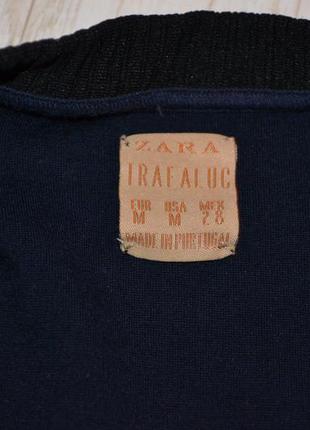 ZARA
TRAFALUC
EUR USA MEX
M M 28
MADE IN PORTUGAL